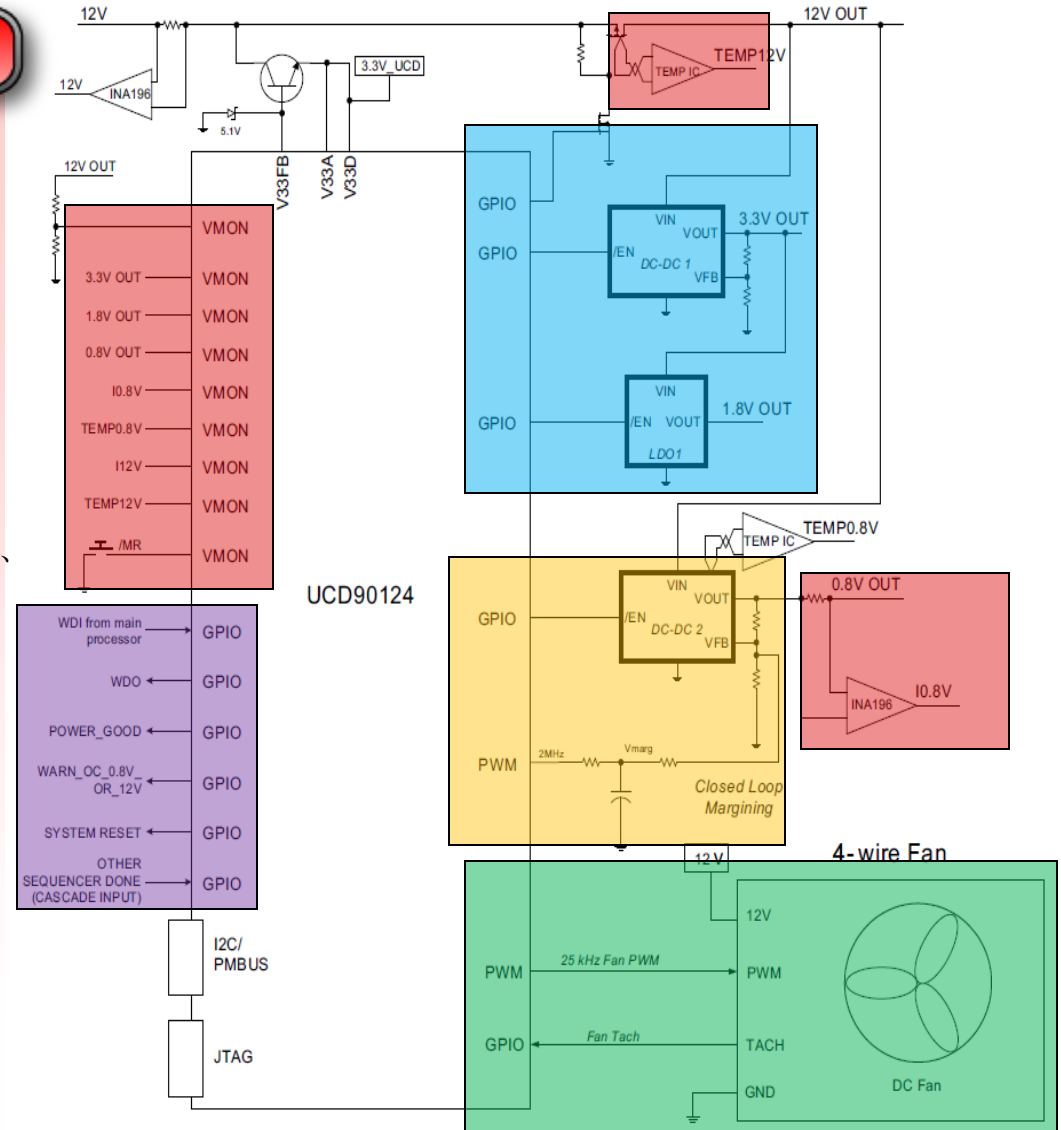 12V
12V OUT
3.3V_UCD
TEMP12V
TEMP IC
12V
INA196
5.1V
12V OUT
V33FB
V33A
V33D
GPIO
VIN
3.3V OUT
VMON
VOUT
GPIO
/EN
DC-DC 1
VFB
3.3V OUT
VMON
1.8V OUT
VMON
0.8V OUT
VMON
I0.8V
VMON
VIN
1.8V OUT
TEMP0.8V
VMON
GPIO
/EN
VOUT
LDO1
I12V
VMON
TEMP12V
VMON
TEMP0.8V
TEMP IC
/MR
VMON
、
UCD90124
VIN
0.8V OUT
VOUT
GPIO
/EN
DC-DC 2
VFB
WDI from main
processor
GPIO
WDO
GPIO
I0.8V
INA196
POWER_GOOD
GPIO
PWM
2MHz
Vmarg
WARN_OC_0.8V_
OR_12V
GPIO
Closed Loop
Margining
SYSTEM RESET
GPIO
12 V
4-wire Fan
OTHER
SEQUENCER DONE
(CASCADE INPUT)
GPIO
12V
I2C/
PMBUS
PWM
25 kHz Fan PWM
PWM
JTAG
GPIO
Fan Tach
TACH
DC Fan
GND